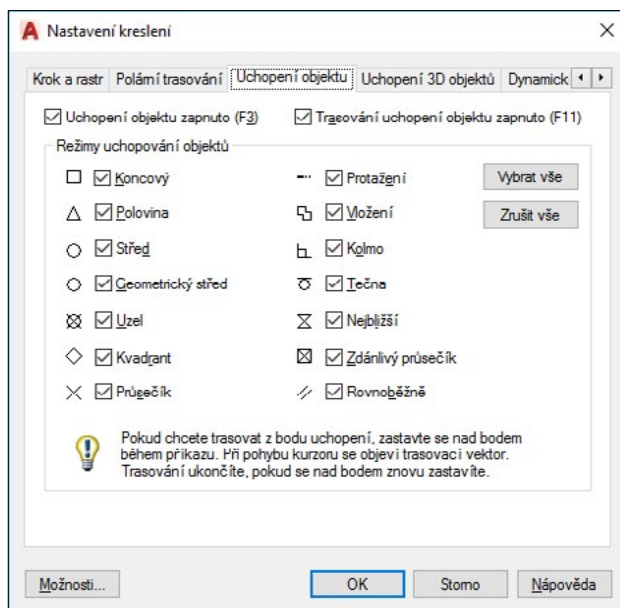 Nastavení kreslení
Krok a rastr Polární trasování Uchopení objektu Uchopení 3D objektů Dynamick
Uchopení objektu zapnuto (F3) Trasování uchopení objektu zapnuto (F11)
Režimy uchopování objektů
Koncový Protažení Vybrat vše
Polovina Vložení Zrušit vše
Střed Kolmo
Geometrický střed Tečna
Uzel Nejbližší
Kvadrant Zdánlivý průsečík
Průsečík Rovnoběžně
Pokud chcete trasovat z bodu uchopení, zastavte se nad bodem
během příkazu. Při pohybu kurzoru se objeví trasovací vektor.
Trasování ukončíte, pokud se nad bodem znovu zastavíte.
Možnosti... OK Storno Nápověda